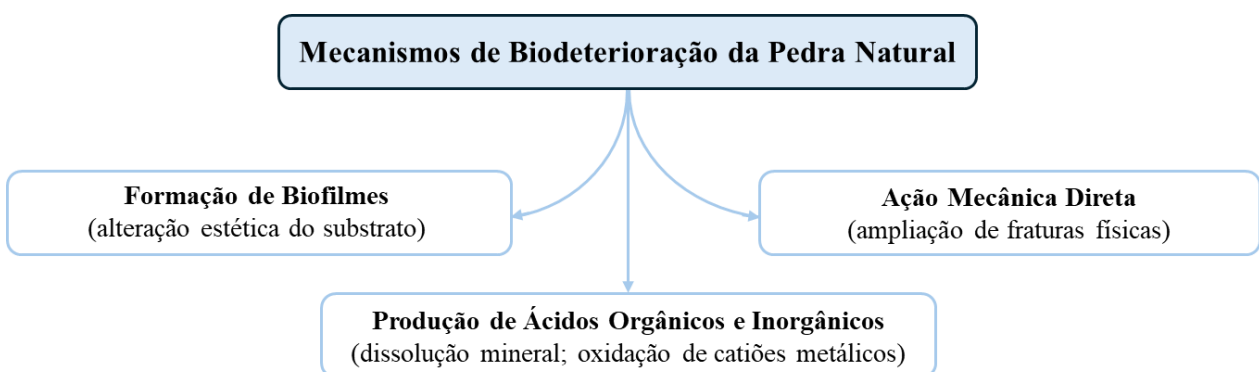 Mecanismos de Biodeterioração da Pedra Natural
Formação de Biofilmes
(alteração estética do substrato)
Ação Mecânica Direta
(ampliação de fraturas físicas)
Produção de Ácidos Orgânicos e Inorgânicos
(dissolução mineral; oxidação de catiões metálicos)